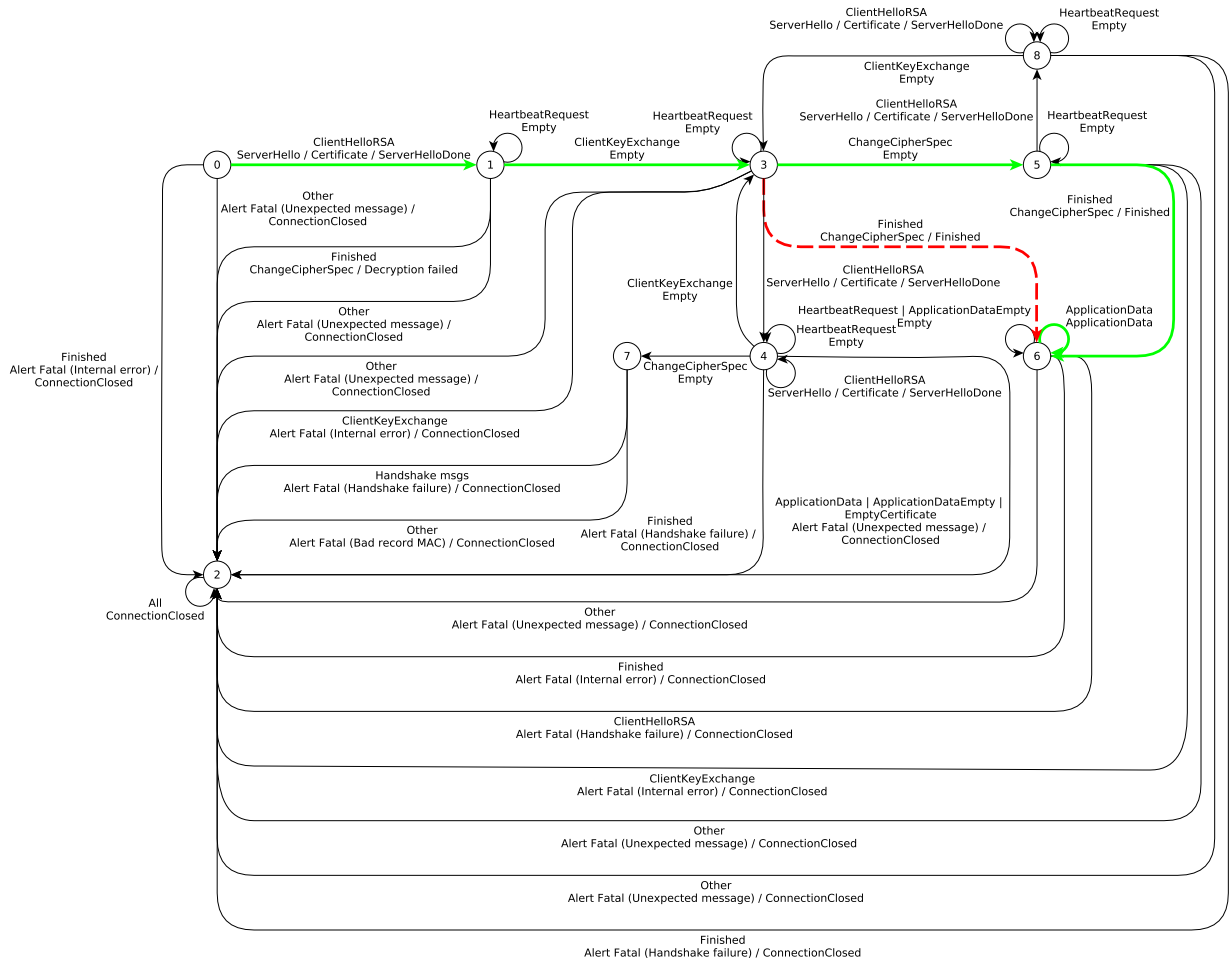 ClientHelloRSA
ServerHello / Certificate / ServerHelloDone
HeartbeatRequest
Empty
8
ClientKeyExchange
Empty
ClientHelloRSA
ServerHello / Certificate / ServerHelloDone
HeartbeatRequest
Empty
HeartbeatRequest
Empty
HeartbeatRequest
Empty
0
ClientHelloRSA
ServerHello / Certificate / ServerHelloDone
1
ClientKeyExchange
Empty
3
ChangeCipherSpec
Empty
5
Other
Alert Fatal (Unexpected message) /
ConnectionClosed
Finished
ChangeCipherSpec / Finished
Finished
ChangeCipherSpec / Finished
Finished
ChangeCipherSpec / Decryption failed
ClientHelloRSA
ServerHello / Certificate / ServerHelloDone
ClientKeyExchange
Empty
Other
Alert Fatal (Unexpected message) /
ConnectionClosed
HeartbeatRequest | ApplicationDataEmpty
Empty
ApplicationData
ApplicationData
HeartbeatRequest
Empty
Finished
Alert Fatal (Internal error) /
ConnectionClosed
7
ChangeCipherSpec
Empty
4
6
Other
Alert Fatal (Unexpected message) /
ConnectionClosed
ClientHelloRSA
ServerHello / Certificate / ServerHelloDone
ClientKeyExchange
Alert Fatal (Internal error) / ConnectionClosed
Handshake msgs
Alert Fatal (Handshake failure) / ConnectionClosed
ApplicationData | ApplicationDataEmpty |
EmptyCertificate
Alert Fatal (Unexpected message) /
ConnectionClosed
Other
Alert Fatal (Bad record MAC) / ConnectionClosed
Finished
Alert Fatal (Handshake failure) /
ConnectionClosed
2
All
ConnectionClosed
Other
Alert Fatal (Unexpected message) / ConnectionClosed
Finished
Alert Fatal (Internal error) / ConnectionClosed
ClientHelloRSA
Alert Fatal (Handshake failure) / ConnectionClosed
ClientKeyExchange
Alert Fatal (Internal error) / ConnectionClosed
Other
Alert Fatal (Unexpected message) / ConnectionClosed
Other
Alert Fatal (Unexpected message) / ConnectionClosed
Finished
Alert Fatal (Handshake failure) / ConnectionClosed